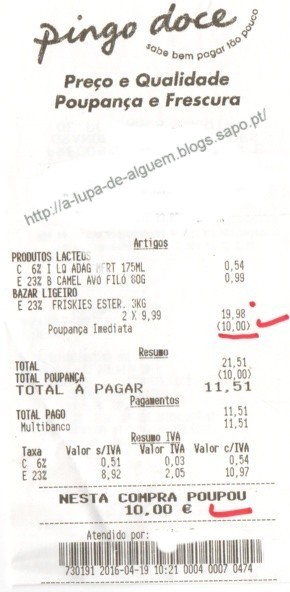 pingo doce
sabe bem pagar tão pouco
Preço e Qualidade
Poupança e Frescura
http://a-lupa-de-alguem.blogs.sapo.pt/
Artigos
PRODUTOS LACTEOS
C 6% I LQ ADAG 175ML 0,54
E 23% B CAMEL AVO FILO 80G 0,99
BAZAR LIGEIRO
E 23% FRISKIES ESTER. 3KG
2 X 9,99 19,98
Poupança Imediata (10,00)
Resumo
TOTAL 21,51
TOTAL POUPANÇA (10,00)
TOTAL A PAGAR 11,51
Pagamentos
TOTAL PAGO 11,51
Multibanco 11,51
Resumo IVA
Taxa Valor s/IVA Valor IVA Valor c/IVA
C 6% 0,51 0,03 0,54
E 23% 8,92 2,05 10,97
NESTA COMPRA POUPOU
10,00 €
Atendido por:
730191 2016-04-19 10:21 0004 0007 0474